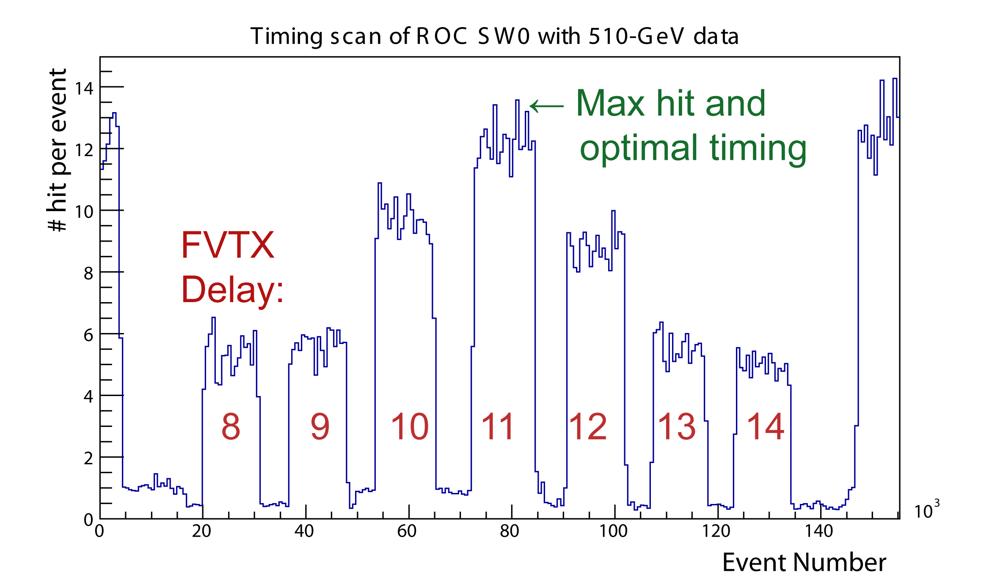 Timing scan of ROC SW0 with 510-GeV data
# hit per event
14
12
10
8
6
4
2
0
Max hit and
optimal timing
FVTX
Delay:
8 9 10 11 12 13 14
0 20 40 60 80 100 120 140
10³
Event Number